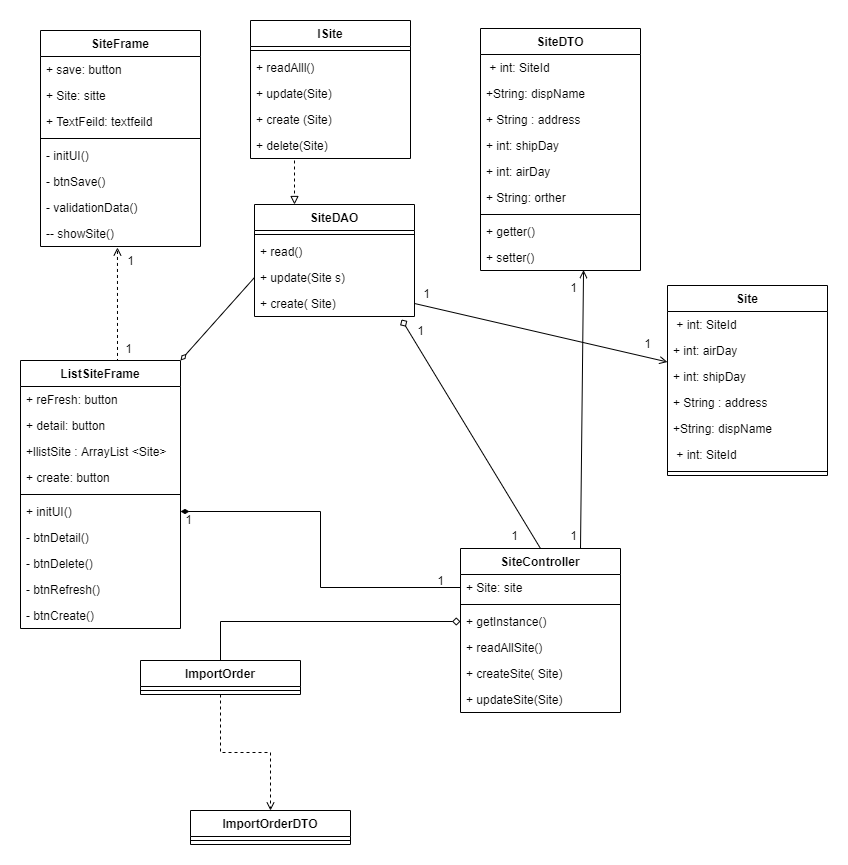 SiteFrame
+ save: button
+ Site: sitte
+ TextFeild: textfeild
- initUI()
- btnSave()
- validationData()
-- showSite()
ISite
+ readAlll()
+ update(Site)
+ create (Site)
+ delete(Site)
SiteDTO
+ int: SiteId
+String: dispName
+ String : address
+ int: shipDay
+ int: airDay
+ String: orther
+ getter()
+ setter()
SiteDAO
+ read()
+ update(Site s)
+ create( Site)
Site
+ int: SiteId
+ int: airDay
+ int: shipDay
+ String : address
+String: dispName
+ int: SiteId
1
1
1
1
1
1
ListSiteFrame
+ reFresh: button
+ detail: button
+llistSite : ArrayList <Site>
+ create: button
+ initUI()
- btnDetail()
- btnDelete()
- btnRefresh()
- btnCreate()
1
1
1
1
SiteController
+ Site: site
+ getInstance()
+ readAllSite()
+ createSite( Site)
+ updateSite(Site)
ImportOrder
ImportOrderDTO